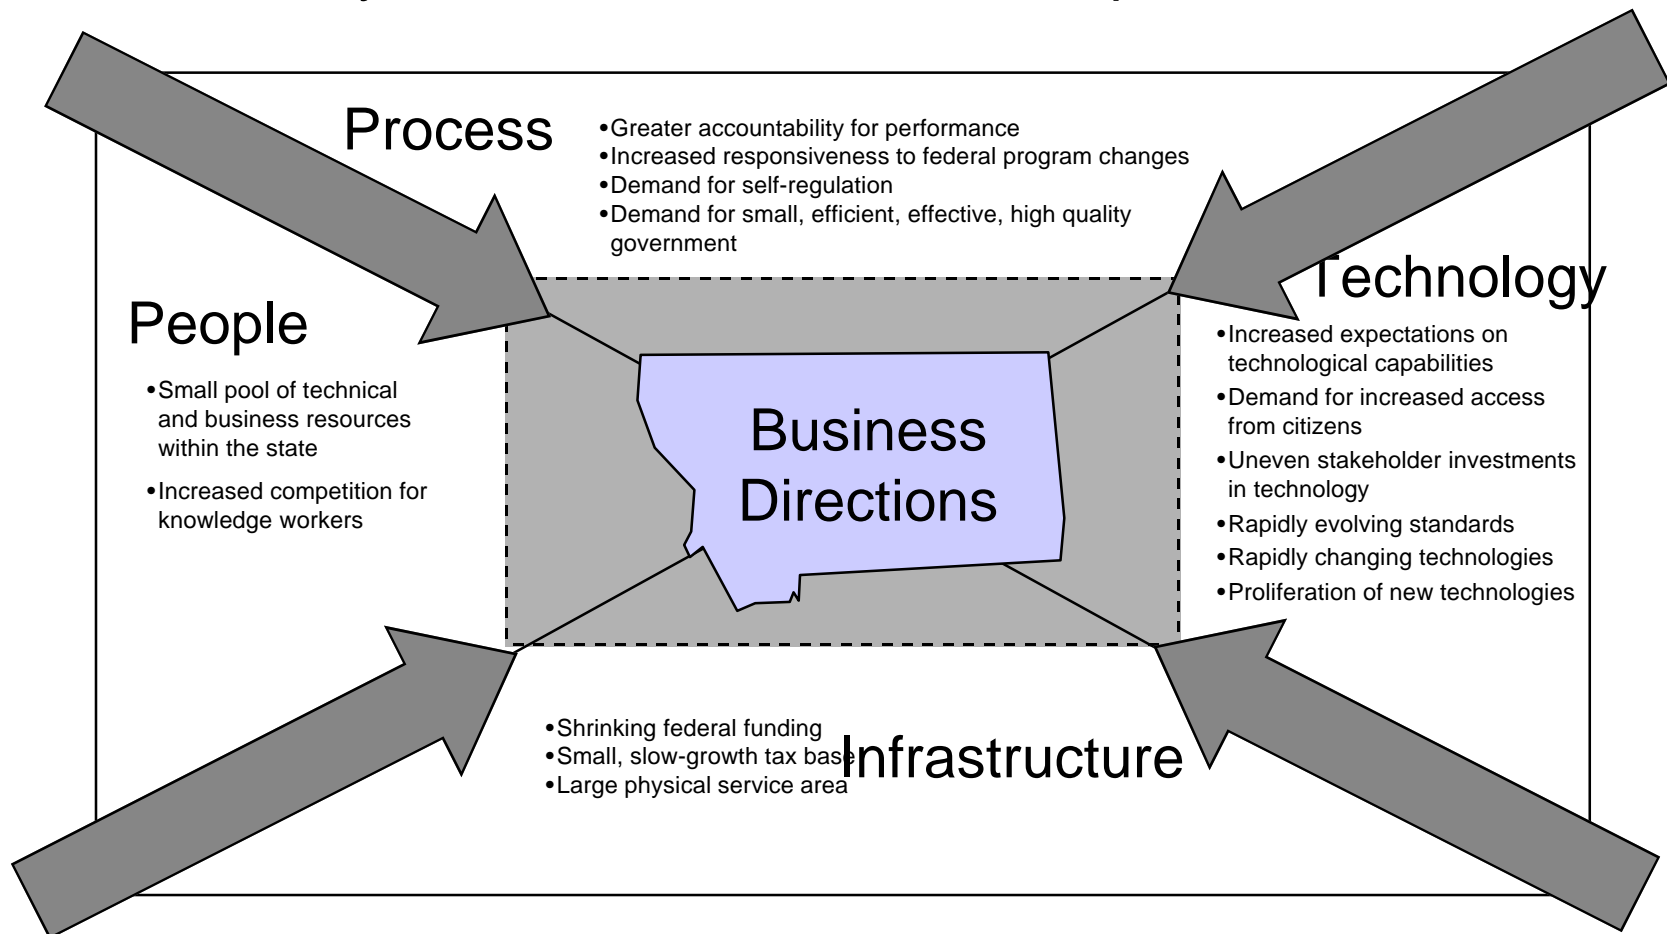 Process
•Greater accountability for performance
•Increased responsiveness to federal program changes
•Demand for self-regulation
•Demand for small, efficient, effective, high quality
government
People
•Small pool of technical
and business resources
within the state
•Increased competition for
knowledge workers
Business
Directions
Technology
•Increased expectations on
technological capabilities
•Demand for increased access
from citizens
•Uneven stakeholder investments
in technology
•Rapidly evolving standards
•Rapidly changing technologies
•Proliferation of new technologies
•Shrinking federal funding
•Small, slow-growth tax base
•Large physical service area
Infrastructure